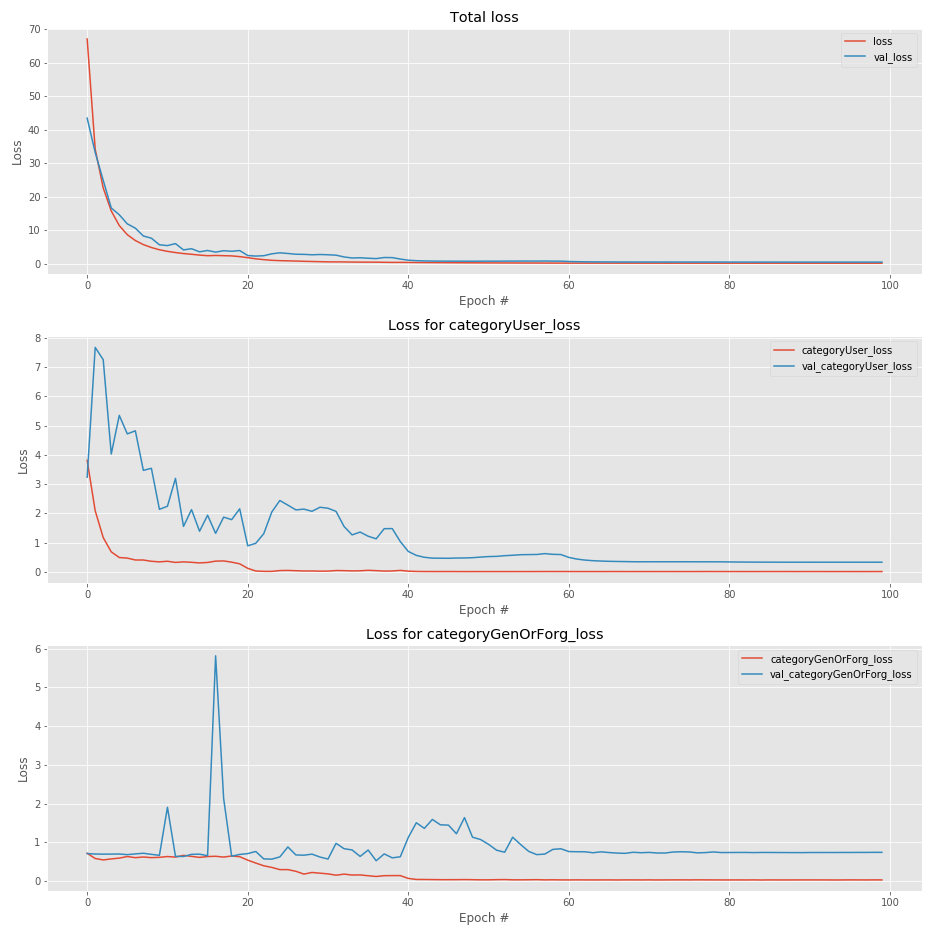 Total loss
70
60
50
40
30
20
10
0
Loss
loss
val_loss
0 20 40 60 80 100
Epoch #
Loss for categoryUser_loss
8
7
6
5
4
3
2
1
0
Loss
categoryUser_loss
val_categoryUser_loss
0 20 40 60 80 100
Epoch #
Loss for categoryGenOrForg_loss
6
5
4
3
2
1
0
Loss
categoryGenOrForg_loss
val_categoryGenOrForg_loss
0 20 40 60 80 100
Epoch #